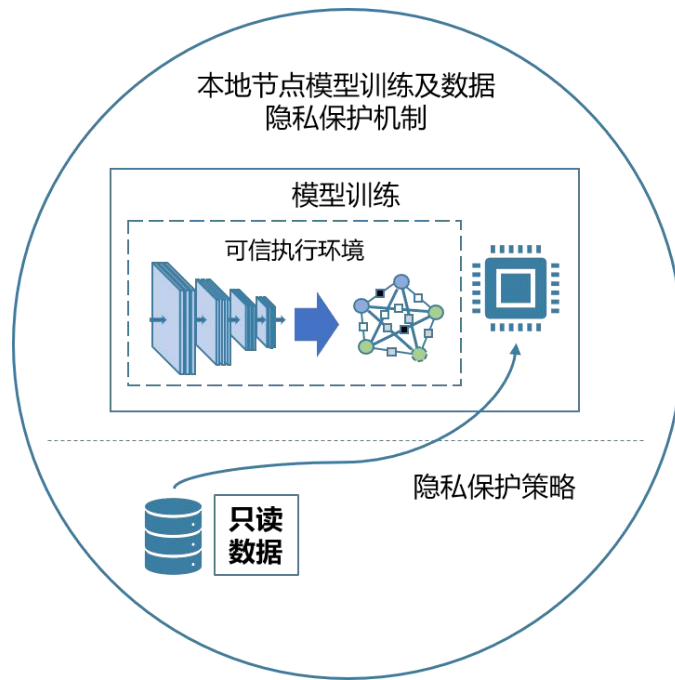 本地节点模型训练及数据
隐私保护机制
模型训练
可信执行环境
隐私保护策略
只读
数据